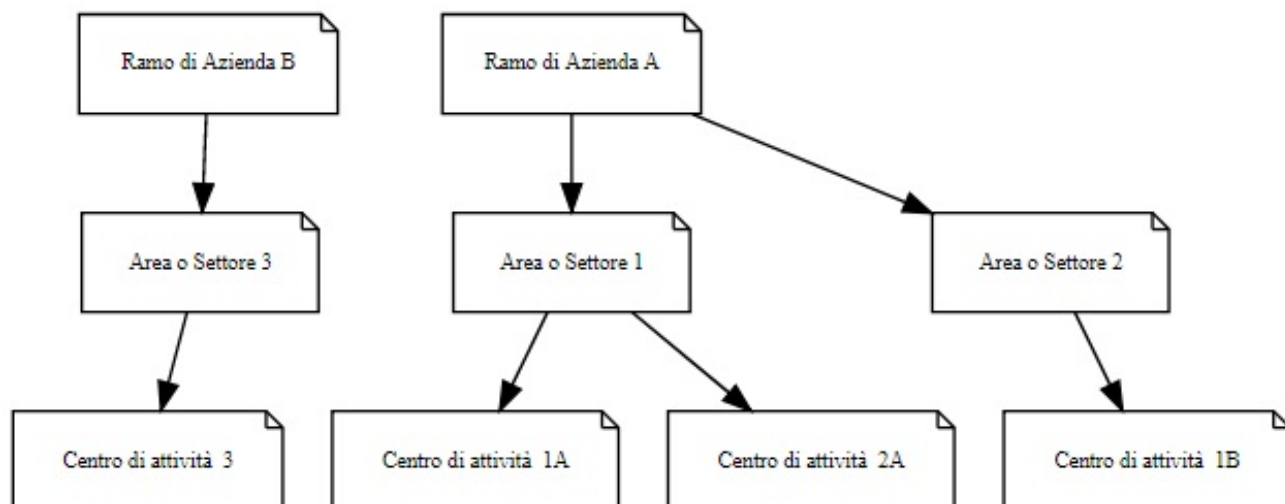 Ramo di Azienda B
Ramo di Azienda A
Area o Settore 3
Area o Settore 1
Area o Settore 2
Centro di attività 3
Centro di attività 1A
Centro di attività 2A
Centro di attività 1B